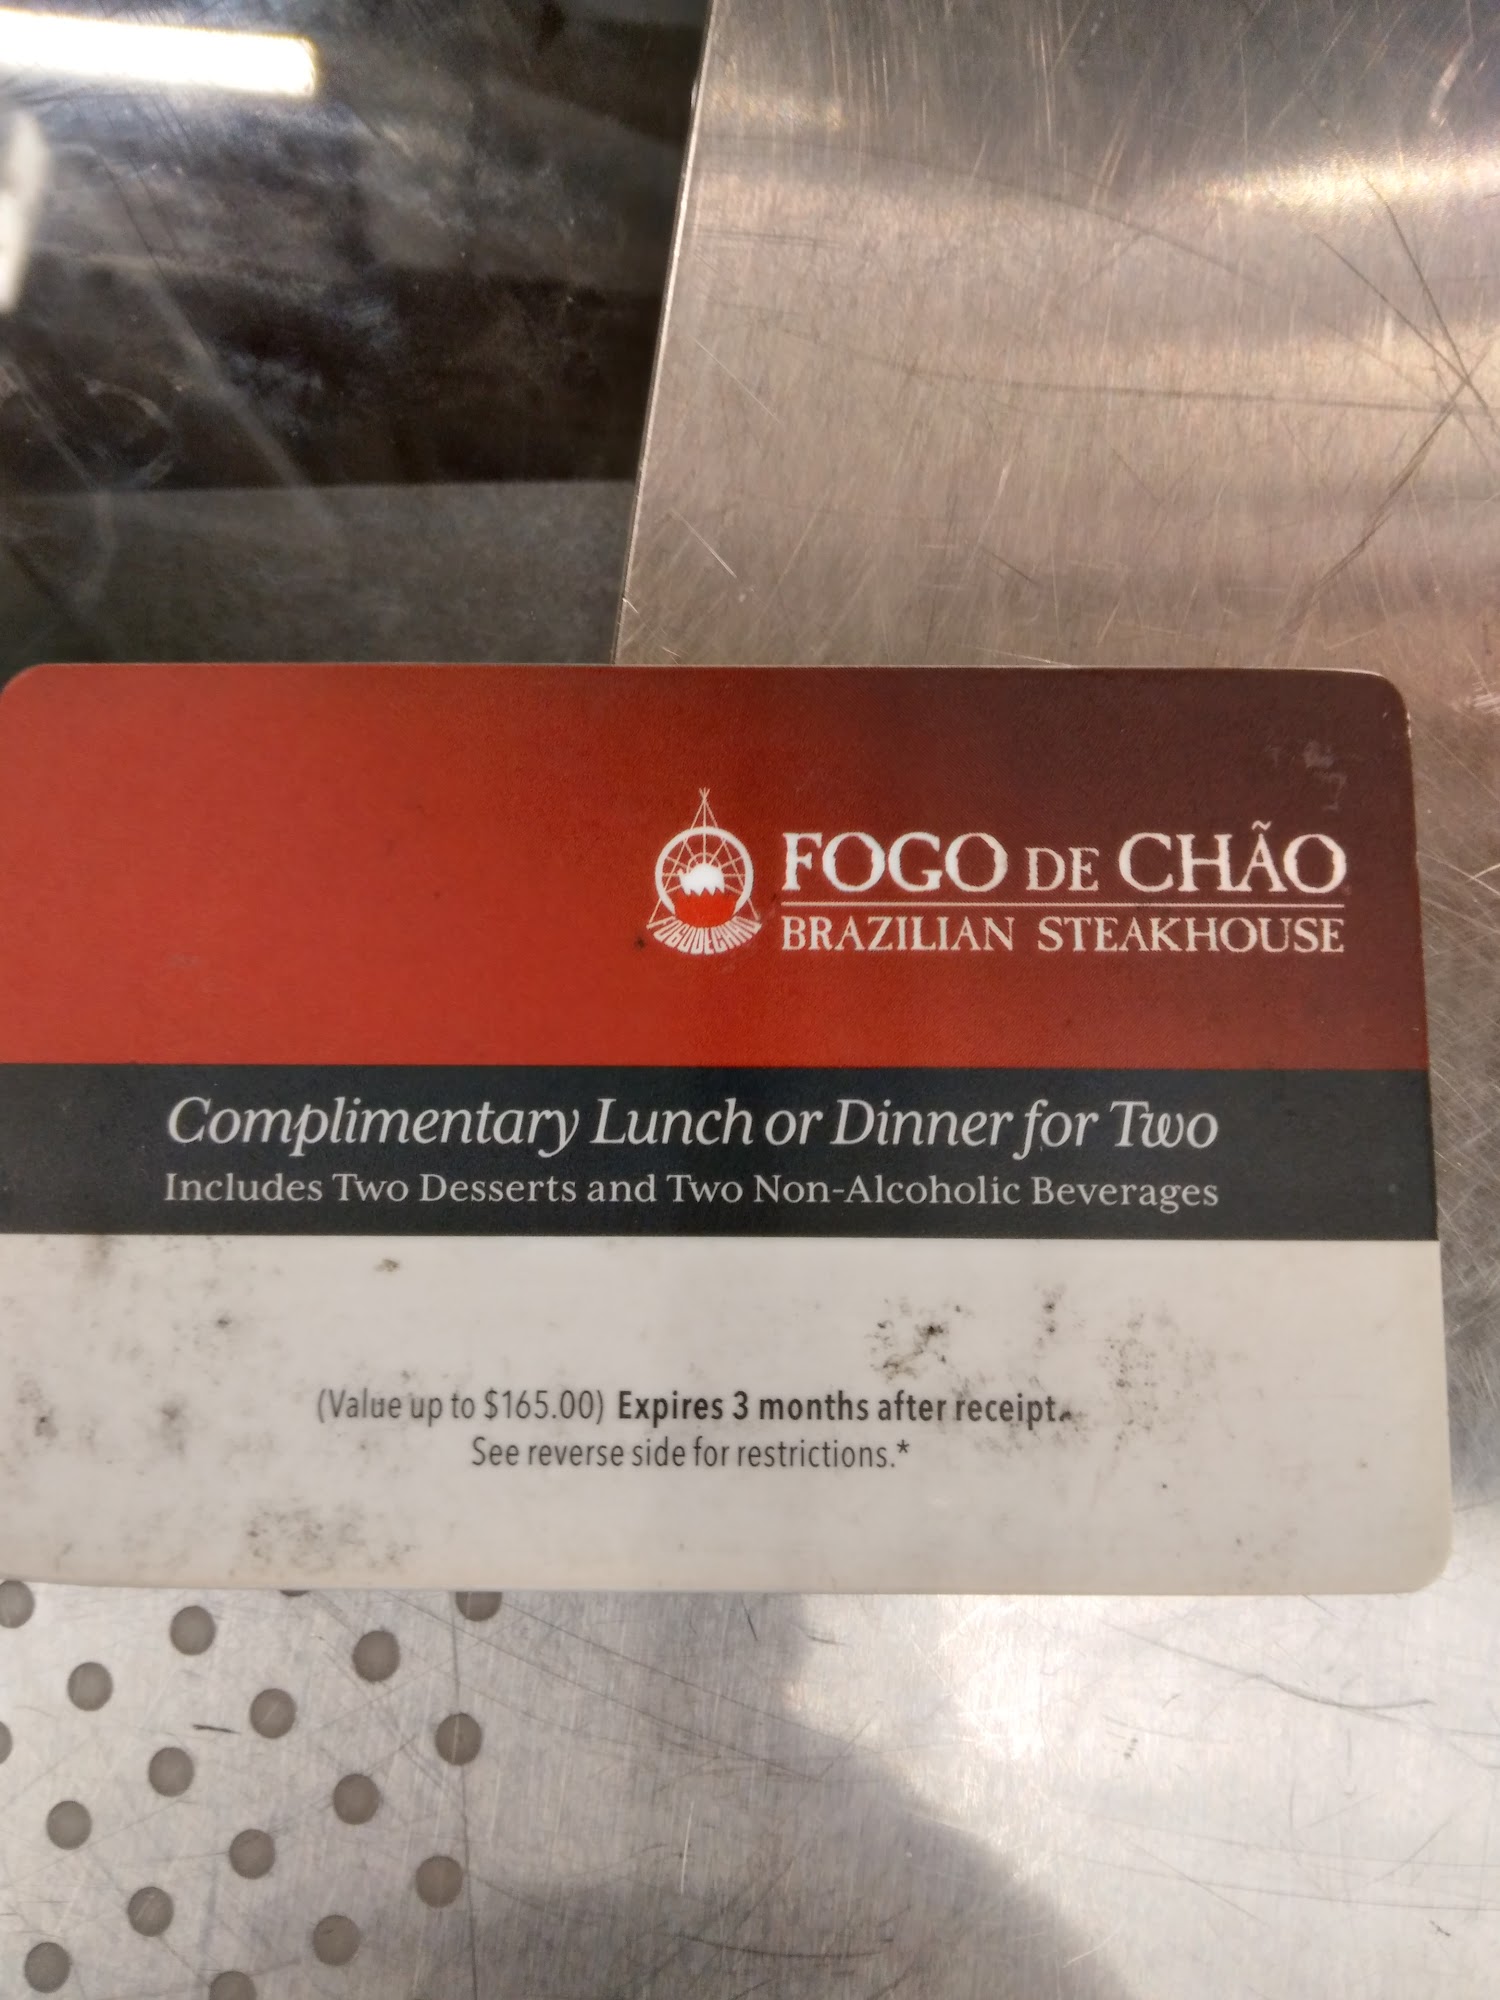 FOGO DE CHÃO
BRAZILIAN STEAKHOUSE
FOGODECHÃO
Complimentary Lunch or Dinner for Two
Includes Two Desserts and Two Non-Alcoholic Beverages
(Value up to $165.00) Expires 3 months after receipt.
See reverse side for restrictions.*